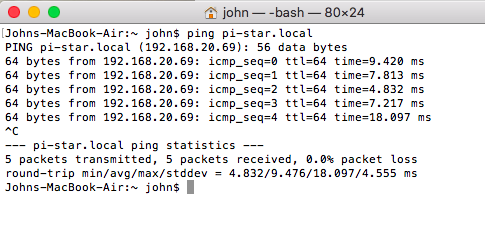 john — -bash — 80×24
[Johns-MacBook-Air:~ john$ ping pi-star.local
PING pi-star.local (192.168.20.69): 56 data bytes
64 bytes from 192.168.20.69: icmp_seq=0 ttl=64 time=9.420 ms
64 bytes from 192.168.20.69: icmp_seq=1 ttl=64 time=7.813 ms
64 bytes from 192.168.20.69: icmp_seq=2 ttl=64 time=4.832 ms
64 bytes from 192.168.20.69: icmp_seq=3 ttl=64 time=7.217 ms
64 bytes from 192.168.20.69: icmp_seq=4 ttl=64 time=18.097 ms
^C
--- pi-star.local ping statistics ---
5 packets transmitted, 5 packets received, 0.0% packet loss
round-trip min/avg/max/stddev = 4.832/9.476/18.097/4.555 ms
Johns-MacBook-Air:~ john$